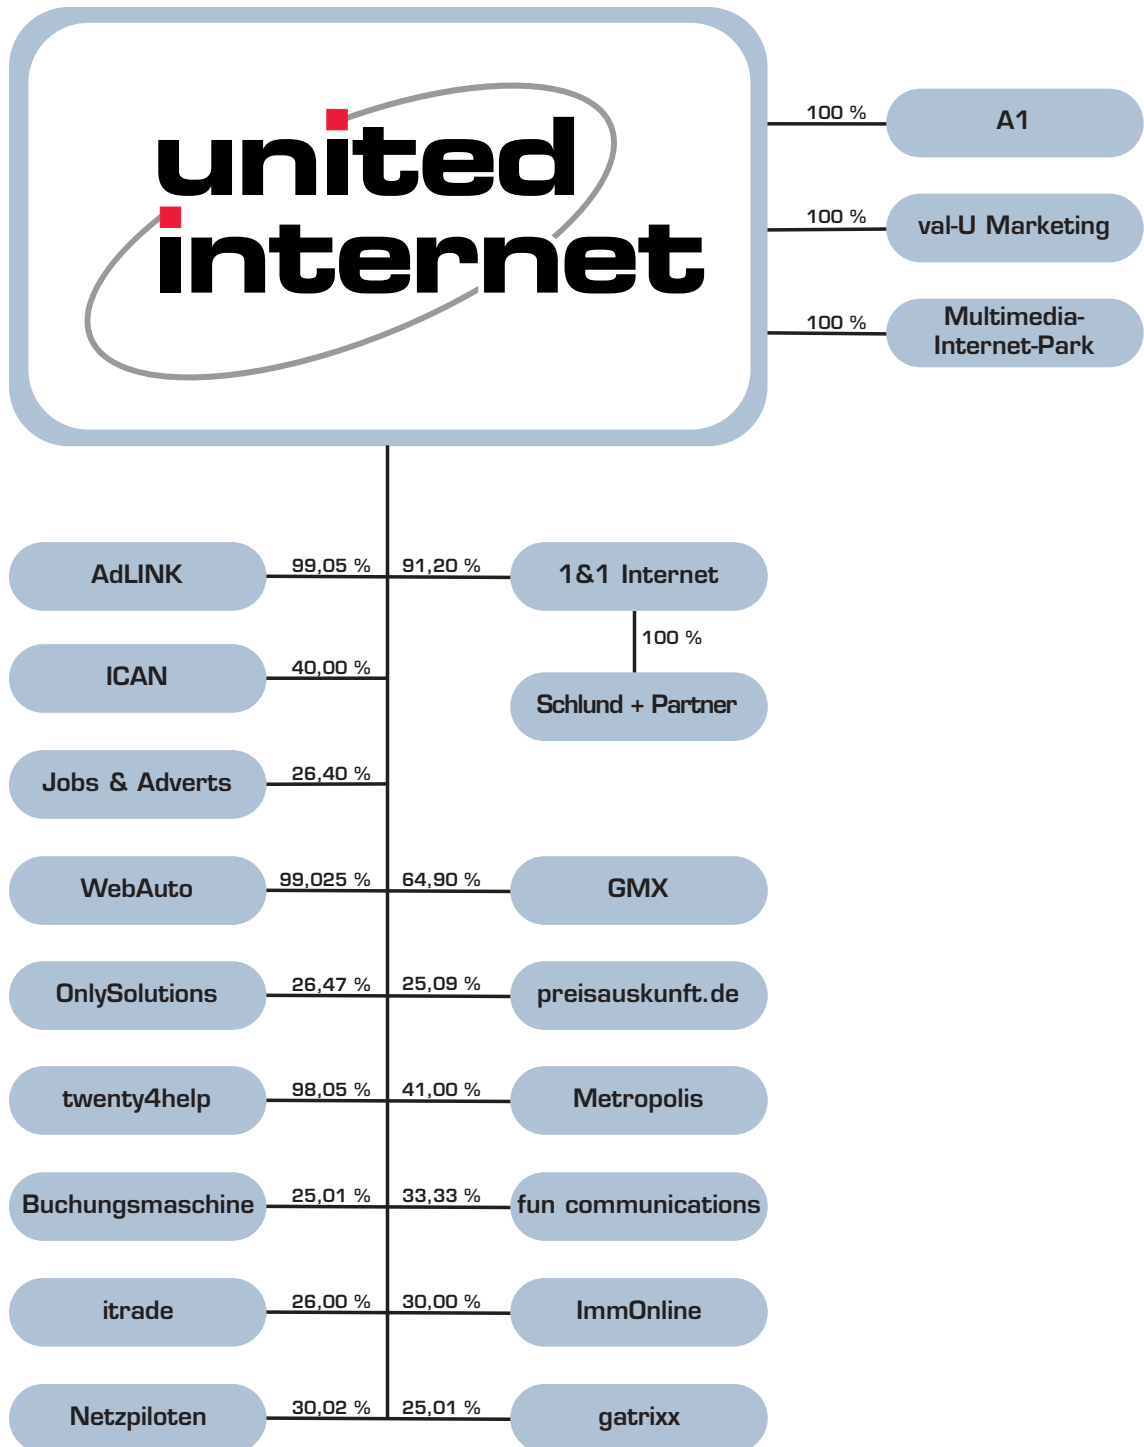 united
internet
100 %
A1
100 %
val-U Marketing
100 %
Multimedia-
Internet-Park
AdLINK
99,05 %
91,20 %
1&1 Internet
100 %
ICAN
40,00 %
Schlund + Partner
Jobs & Adverts
26,40 %
WebAuto
99,025 %
64,90 %
GMX
OnlySolutions
26,47 %
25,09 %
preisauskunft.de
twenty4help
98,05 %
41,00 %
Metropolis
Buchungsmaschine
25,01 %
33,33 %
fun communications
itrade
26,00 %
30,00 %
ImmOnline
Netzpiloten
30,02 %
25,01 %
gatrixx